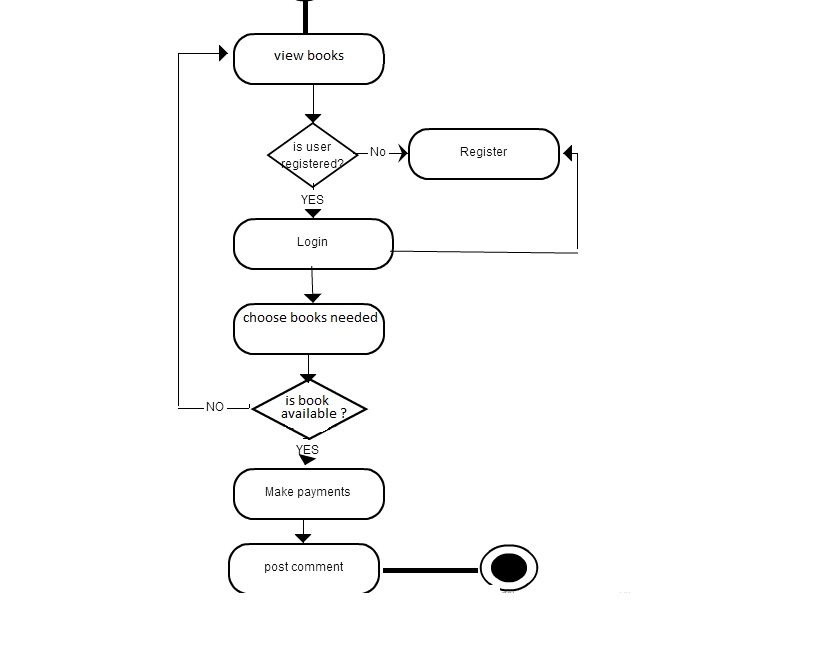 view books
is user
registered?
No
Register
YES
Login
choose books needed
is book
available ?
NO
YES
Make payments
post comment